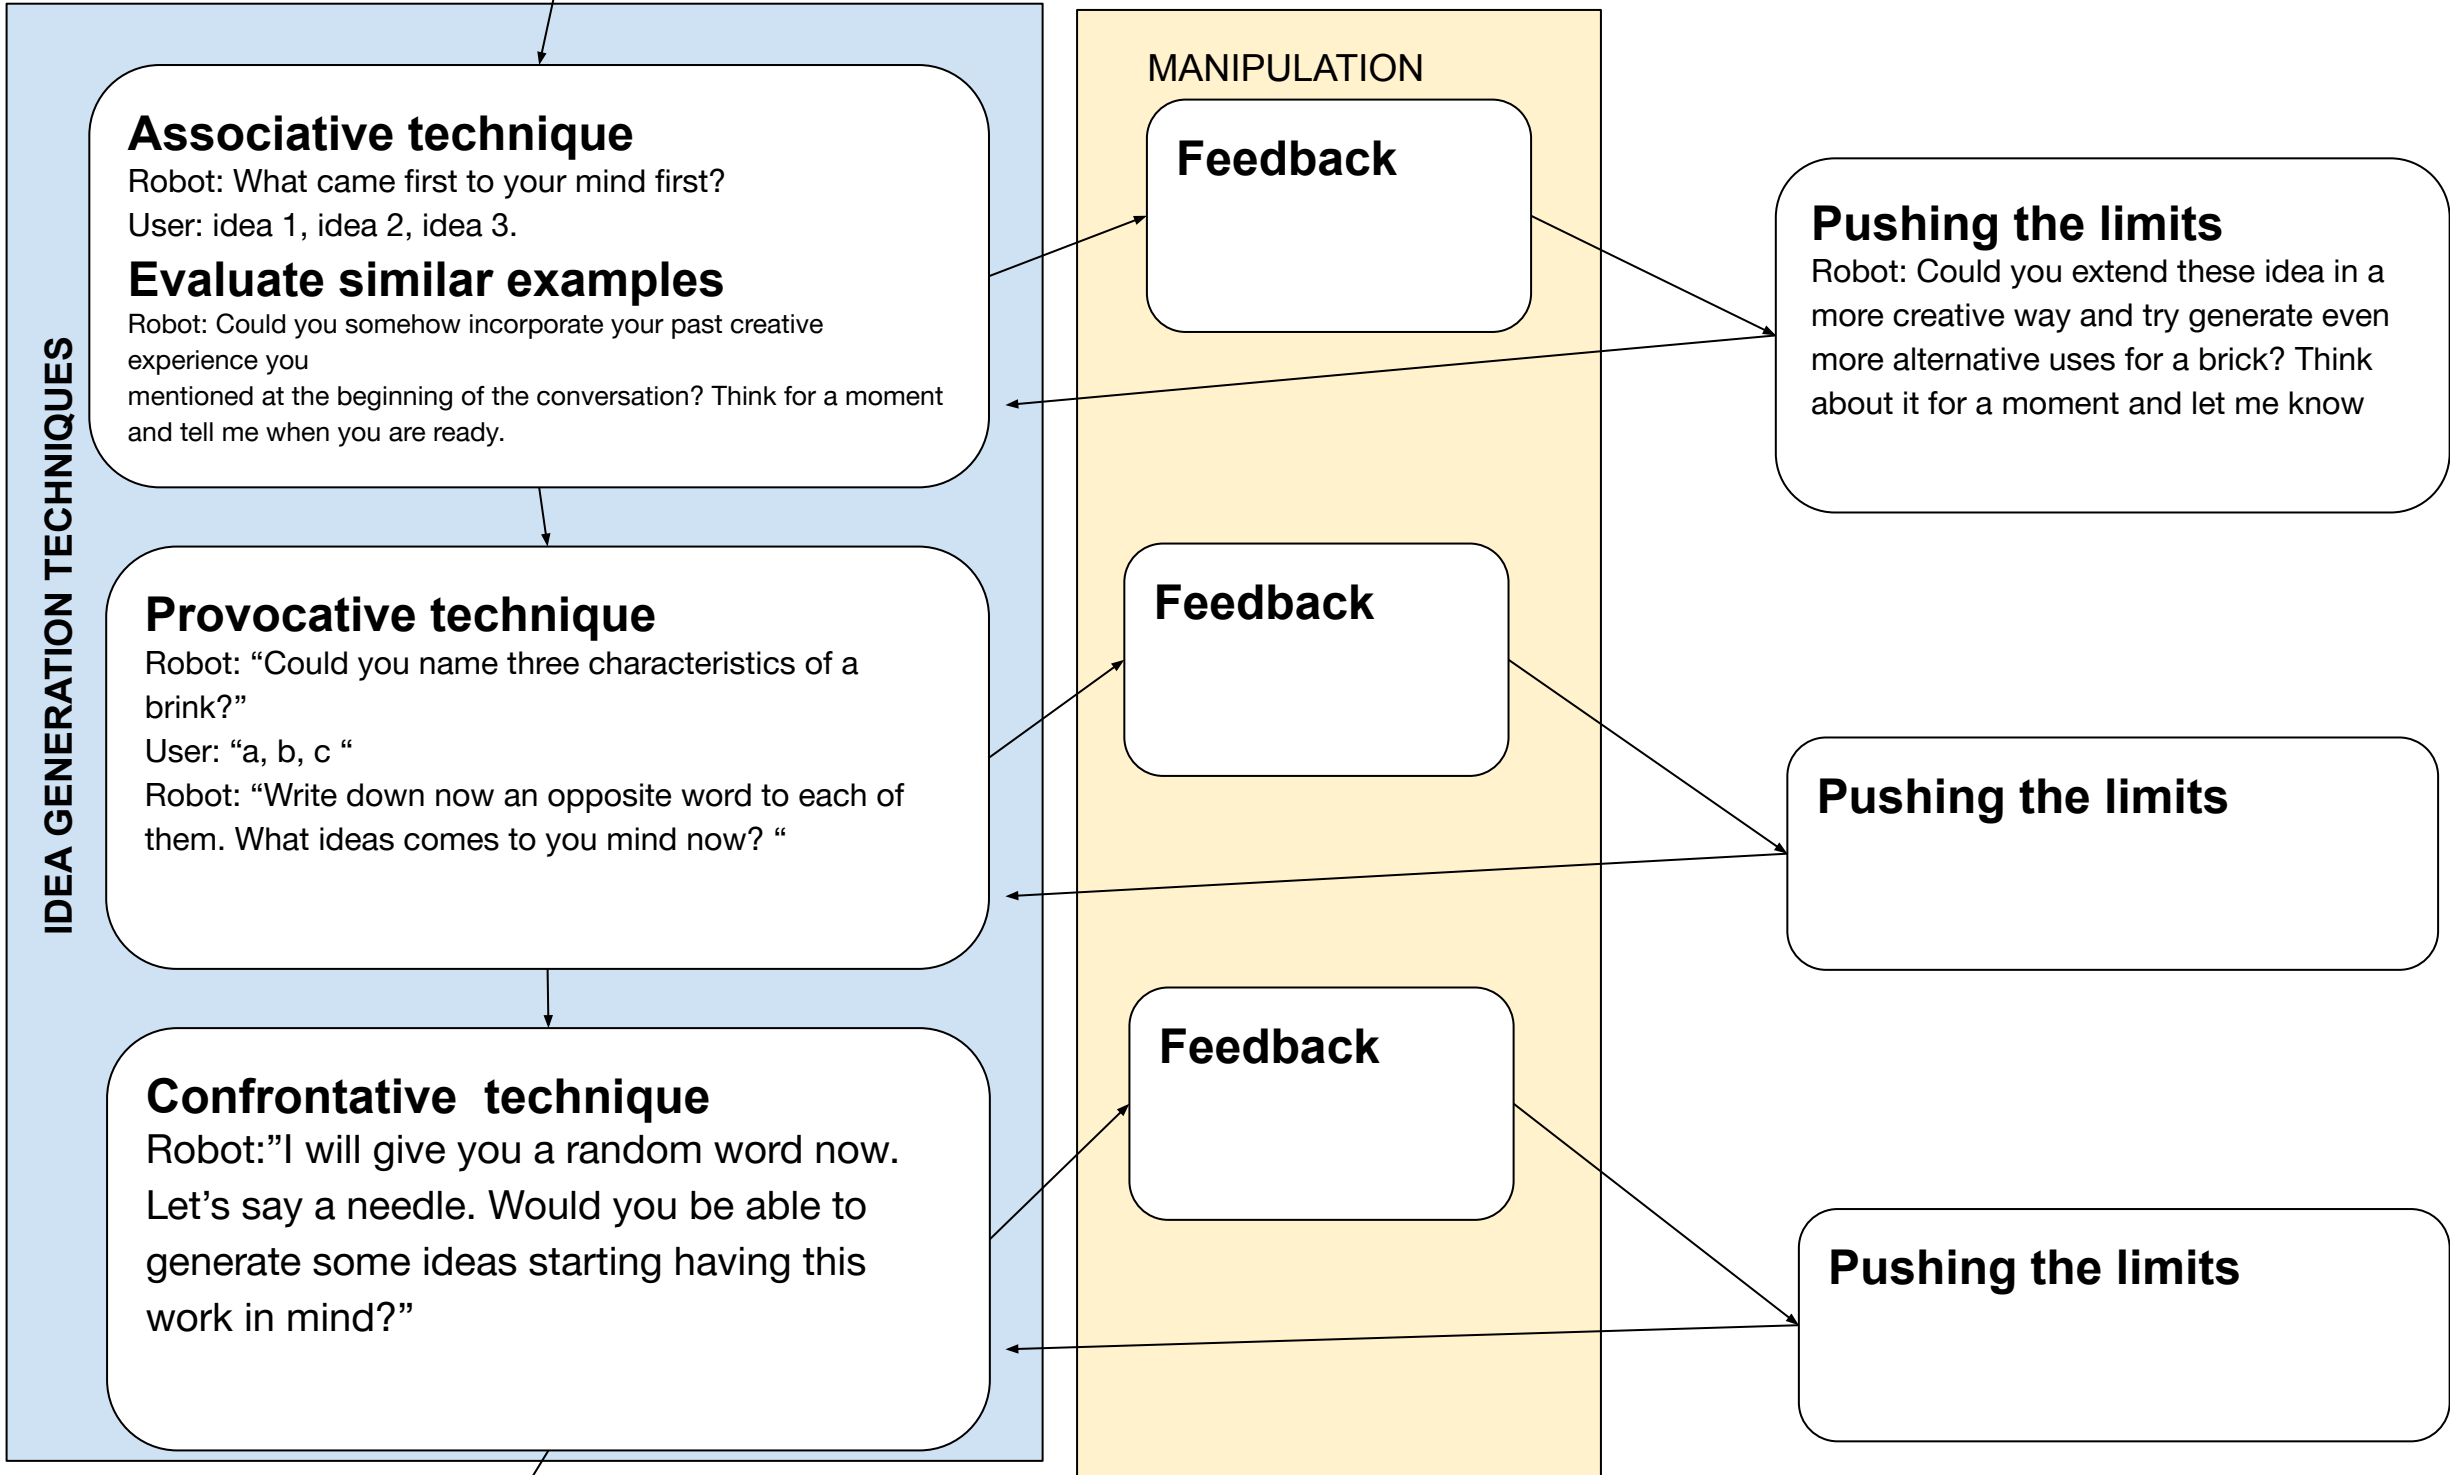 IDEA GENERATION TECHNIQUES
Associative technique
Robot: What came first to your mind first?
User: idea 1, idea 2, idea 3.
Evaluate similar examples
Robot: Could you somehow incorporate your past creative
experience you
mentioned at the beginning of the conversation? Think for a moment
and tell me when you are ready.
Provocative technique
Robot: “Could you name three characteristics of a
brink?”
User: “a, b, c “
Robot: “Write down now an opposite word to each of
them. What ideas comes to you mind now? “
Confrontative  technique
Robot:”I will give you a random word now.
Let’s say a needle. Would you be able to
generate some ideas starting having this
work in mind?”
MANIPULATION
Feedback
Feedback
Feedback
Pushing the limits
Robot: Could you extend these idea in a
more creative way and try generate even
more alternative uses for a brick? Think
about it for a moment and let me know
Pushing the limits
Pushing the limits